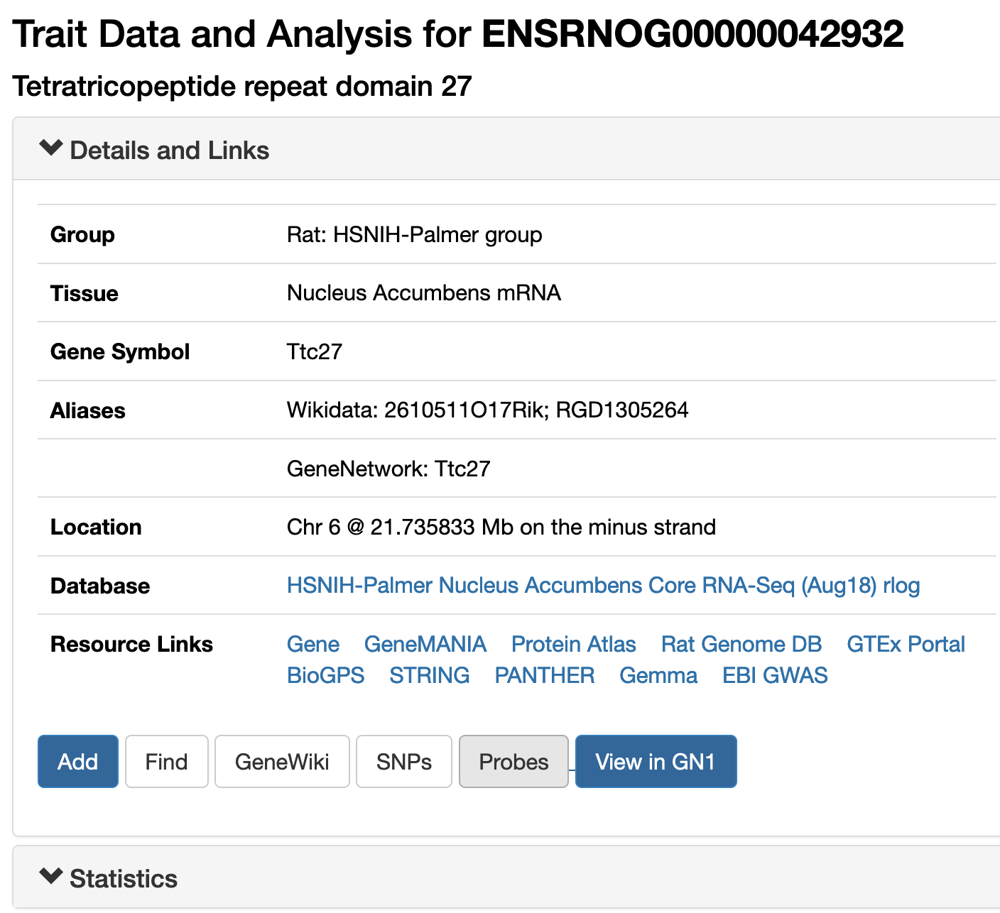 Trait Data and Analysis for ENSRNOG00000042932
Tetratricopeptide repeat domain 27
Details and Links
Group Rat: HSNIH-Palmer group
Tissue Nucleus Accumbens mRNA
Gene Symbol Ttc27
Aliases Wikidata: 2610511O17Rik; RGD1305264
GeneNetwork: Ttc27
Location Chr 6 @ 21.735833 Mb on the minus strand
Database HSNIH-Palmer Nucleus Accumbens Core RNA-Seq (Aug18) rlog
Resource Links Gene GeneMANIA Protein Atlas Rat Genome DB GTEx Portal
BioGPS STRING PANTHER Gemma EBI GWAS
Add Find GeneWiki SNPs Probes View in GN1
Statistics